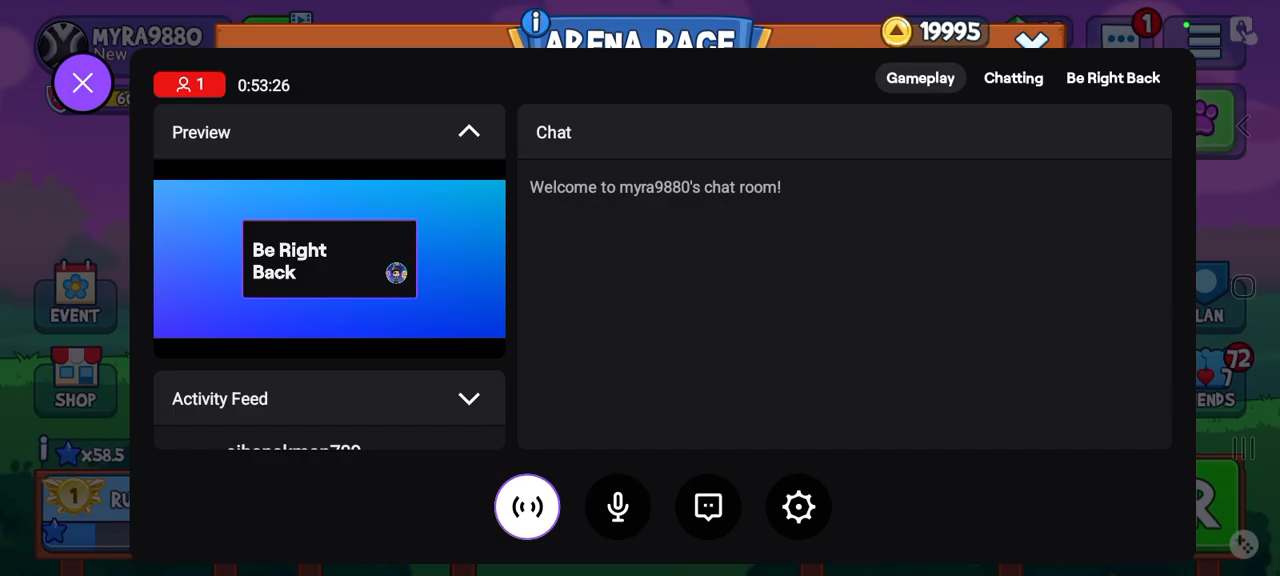 MYRA9880
New
ARENA RACE
19995
1
1
0:53:26
Gameplay
Chatting
Be Right Back
Preview
Chat
Welcome to myra9880's chat room!
Be Right
Back
EVENT
SHOP
Activity Feed
72
7
x58.5
1